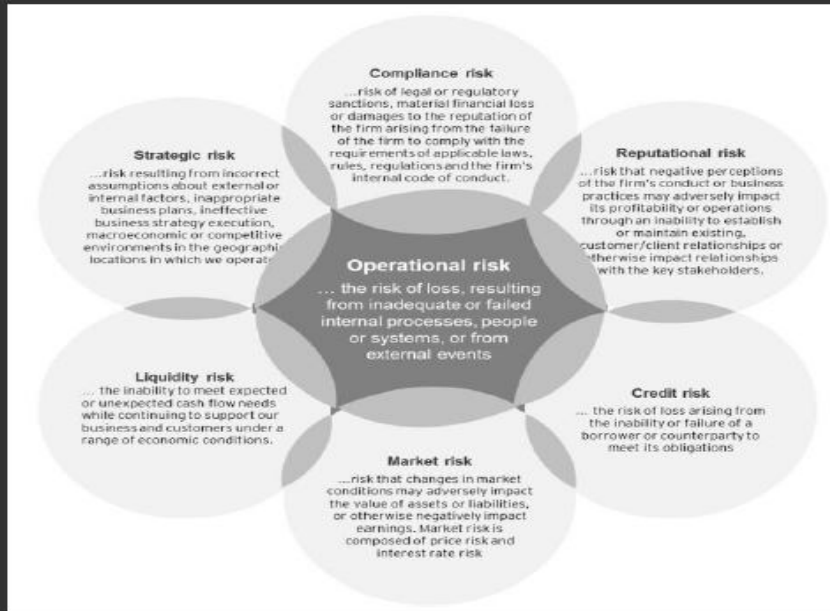 Compliance risk
...risk of legal or regulatory
sanctions, material financial loss
or damages to the reputation of
the firm arising from the failure
of the firm to comply with the
requirements of applicable laws,
rules, regulations and the firm's
internal code of conduct.
Strategic risk
...risk resulting from incorrect
assumptions about external or
internal factors, inappropriate
business plans, ineffective
business strategy execution,
macroeconomic or competitive
environments in the geographic
locations in which we operate
Reputational risk
...risk that negative perceptions
of the firm's conduct or business
practices may adversely impact
its profitability or operations
through an inability to establish
or maintain existing,
customer/client relationships or
otherwise impact relationships
with the key stakeholders.
Operational risk
... the risk of loss, resulting
from inadequate or failed
internal processes, people
or systems, or from
external events
Liquidity risk
... the inability to meet expected
or unexpected cash flow needs
while continuing to support our
business and customers under a
range of economic conditions.
Credit risk
... the risk of loss arising from
the inability or failure of a
borrower or counterparty to
meet its obligations
Market risk
...risk that changes in market
conditions may adversely impact
the value of assets or liabilities,
or otherwise negatively impact
earnings. Market risk is
composed of price risk and
interest rate risk